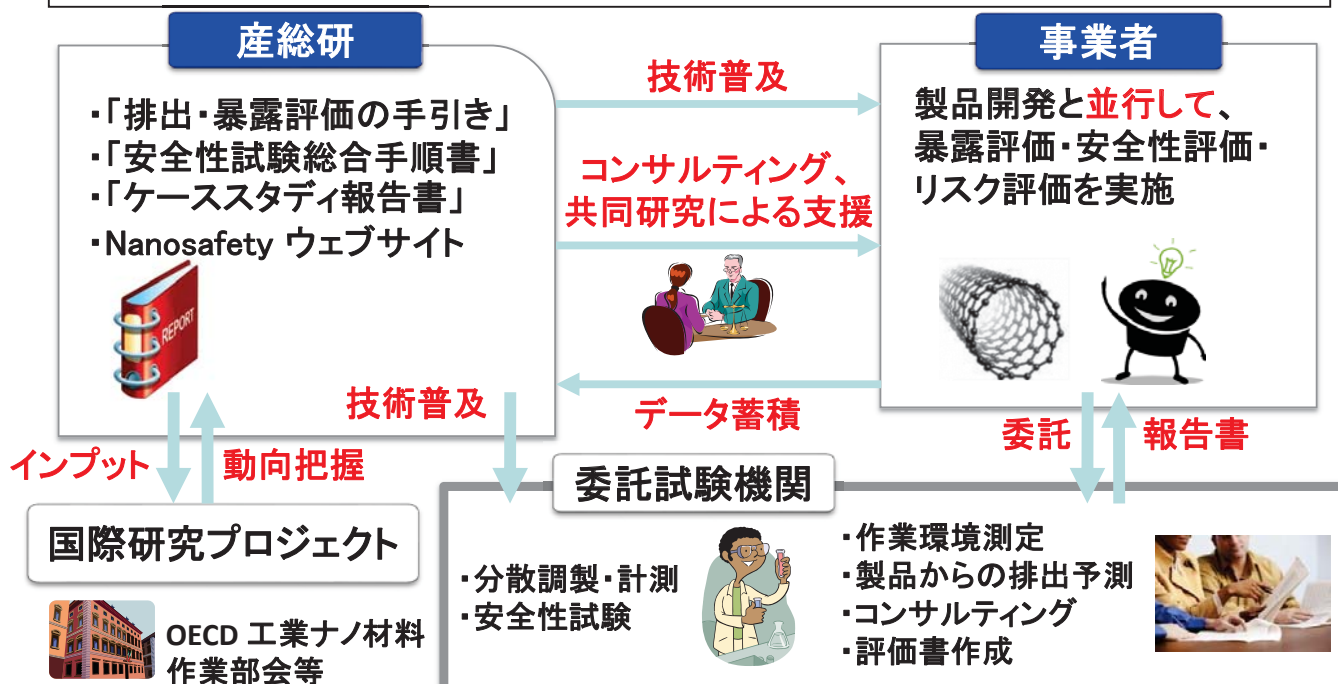 産総研
・「排出・暴露評価の手引き」
・「安全性試験総合手順書」
・「ケーススタディ報告書」
・Nanosafety ウェブサイト
REPORT
技術普及
コンサルティング、
共同研究による支援
データ蓄積
事業者
製品開発と並行して、
暴露評価・安全性評価・
リスク評価を実施
技術普及
委託
報告書
インプット
動向把握
国際研究プロジェクト
OECD 工業ナノ材料
作業部会等
委託試験機関
・分散調製・計測
・安全性試験
・作業環境測定
・製品からの排出予測
・コンサルティング
・評価書作成